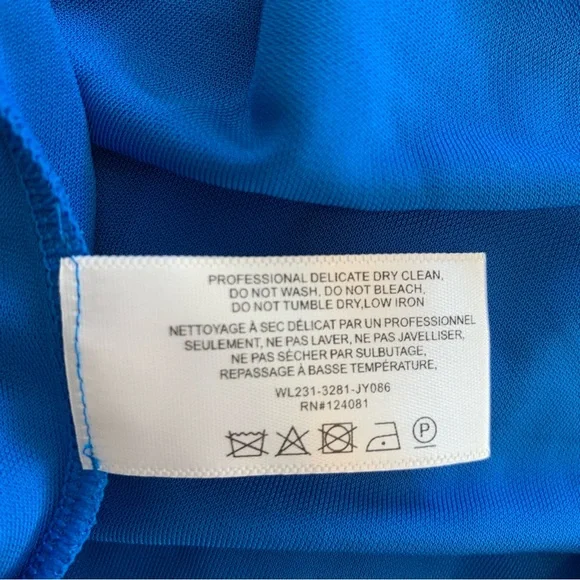 PROFESSIONAL DELICATE DRY CLEAN,
DO NOT WASH, DO NOT BLEACH,
DO NOT TUMBLE DRY,LOW IRON
NETTOYAGE À SEC DÉLICAT PAR UN PROFESSIONNEL
SEULEMENT, NE PAS LAVER, NE PAS JAVELLISER,
NE PAS SÉCHER PAR SULBUTAGE,
REPASSAGE À BASSE TEMPÉRATURE,
WL231-3281-JY086
RN#124081
P